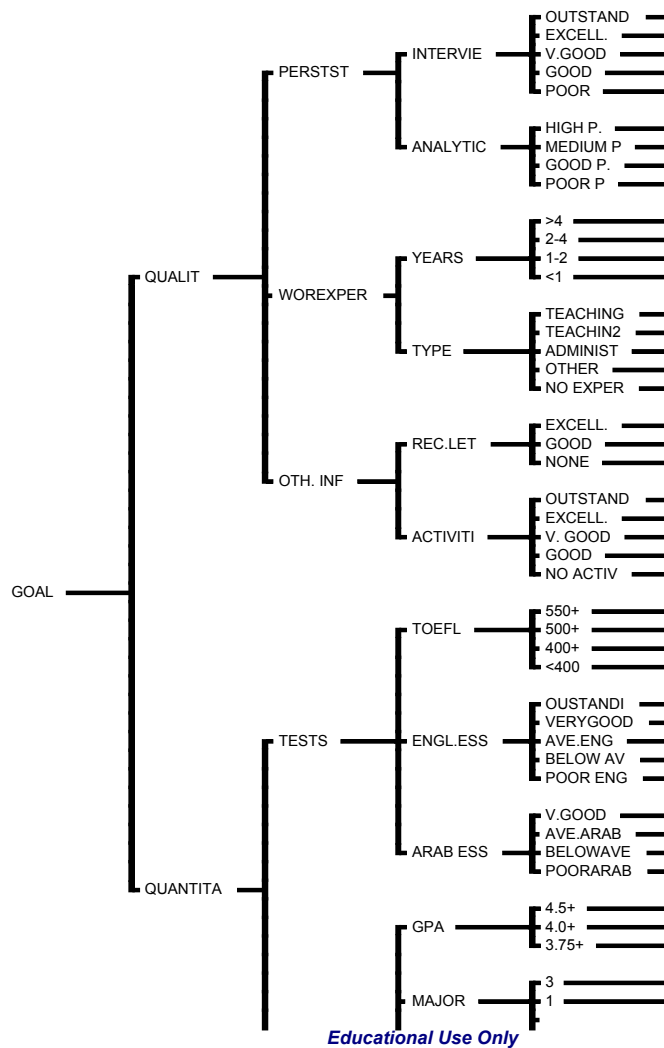 OUTSTAND
EXCELL.
INTERVIE
V.GOOD
GOOD
PERSTST
POOR
HIGH P.
ANALYTIC
MEDIUM P
GOOD P.
POOR P
>4
2-4
YEARS
1-2
QUALIT
<1
WOREXPER
TEACHING
TEACHIN2
TYPE
ADMINIST
OTHER
NO EXPER
EXCELL.
REC.LET
GOOD
NONE
OTH. INF
OUTSTAND
EXCELL.
ACTIVITI
V. GOOD
GOOD
NO ACTIV
GOAL
550+
TOEFL
500+
400+
<400
OUSTANDI
VERYGOOD
TESTS
ENGL.ESS
AVE.ENG
BELOW AV
POOR ENG
V.GOOD
AVE.ARAB
ARAB ESS
BELOWAVE
POORARAB
QUANTITA
4.5+
GPA
4.0+
3.75+
3
MAJOR
1
Educational Use Only